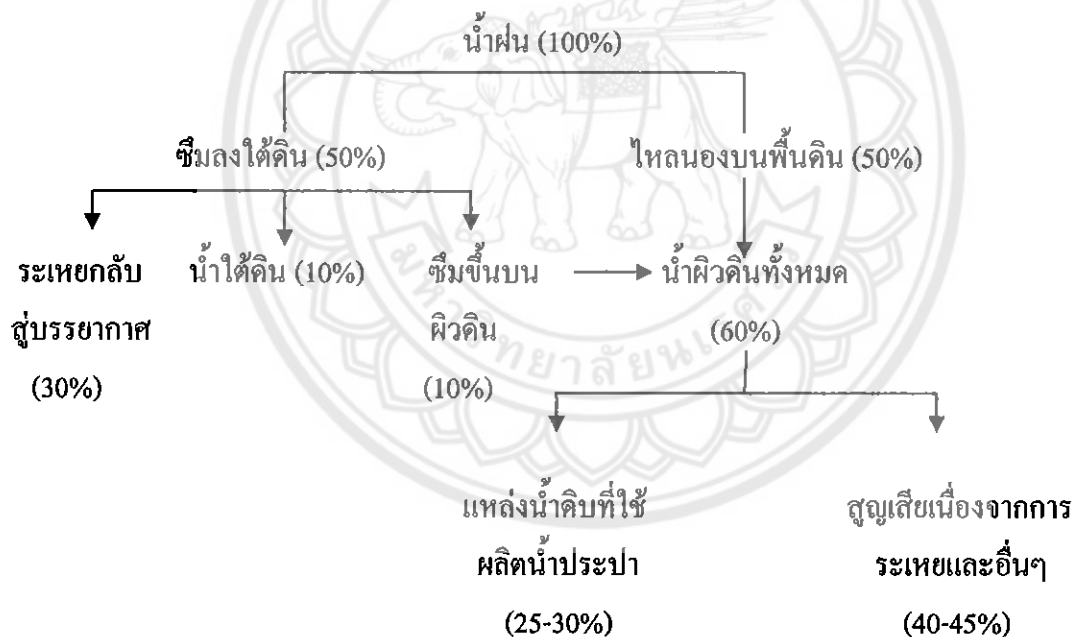 น้ำฝน (100%)
ซึมลงใต้ดิน (50%)
ไหลนองบนพื้นดิน (50%)
ระเหยกลับ
สู่บรรยากาศ
(30%)
น้ำใต้ดิน (10%)
ซึมขึ้นบน
ผิวดิน
(10%)
น้ำผิวดินทั้งหมด
(60%)
แหล่งน้ำดิบที่ใช้
ผลิตน้ำประปา
(25-30%)
สูญเสียเนื่องจากการ
ระเหยและอื่นๆ
(40-45%)